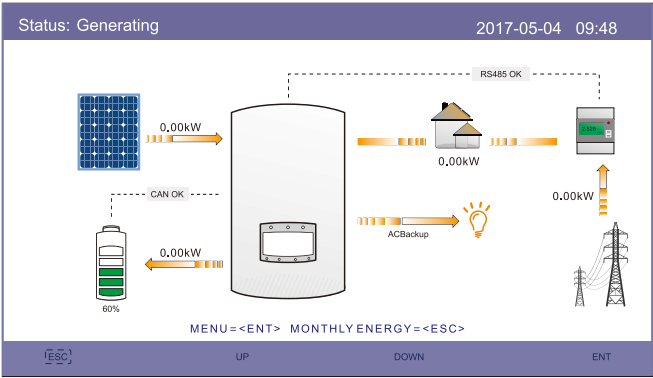 Status: Generating
2017-05-04 09:48
RS485 OK
0.00kW
0.00kW
CAN OK
0.00kW
0.00kW
ACBackup
60%
MENU=<ENT> MONTHLY ENERGY=<ESC>
ESC UP DOWN ENT